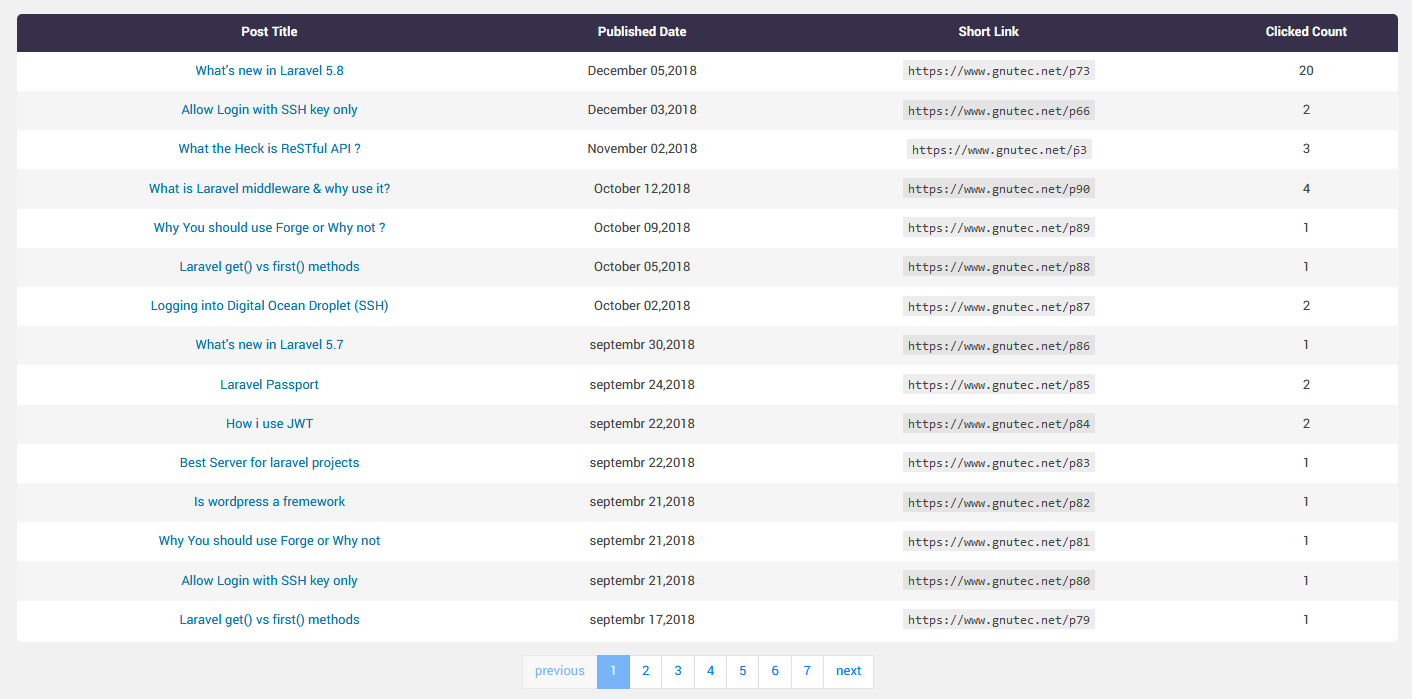 Post Title Published Date Short Link Clicked Count
What's new in Laravel 5.8 December 05,2018 https://www.gnutec.net/p73 20
Allow Login with SSH key only December 03,2018 https://www.gnutec.net/p66 2
What the Heck is ReSTful API ? November 02,2018 https://www.gnutec.net/ 3
What is Laravel middleware & why use it? October 12,2018 https://www.gnutec.net/p90 4
Why You should use Forge or Why not ? October 09,2018 https://www.gnutec.net/p89 1
Laravel get() vs first() methods October 05,2018 https://www.gnutec.net/p88 1
Logging into Digital Ocean Droplet (SSH) October 02,2018 https://www.gnutec.net/p87 2
What's new in Laravel 5.7 septembr 30,2018 https://www.gnutec.net/p86 1
Laravel Passport septembr 24,2018 https://www.gnutec.net/p85 2
How i use JWT septembr 22,2018 https://www.gnutec.net/p84 2
Best Server for laravel projects septembr 22,2018 https://www.gnutec.net/p83 1
Is wordpress a fremework septembr 21,2018 https://www.gnutec.net/p82 1
Why You should use Forge or Why not septembr 21,2018 https://www.gnutec.net/p81 1
Allow Login with SSH key only septembr 21,2018 https://www.gnutec.net/p80 1
Laravel get() vs first() methods septembr 17,2018 https://www.gnutec.net/p79 1
previous 1 2 3 4 5 6 7 next